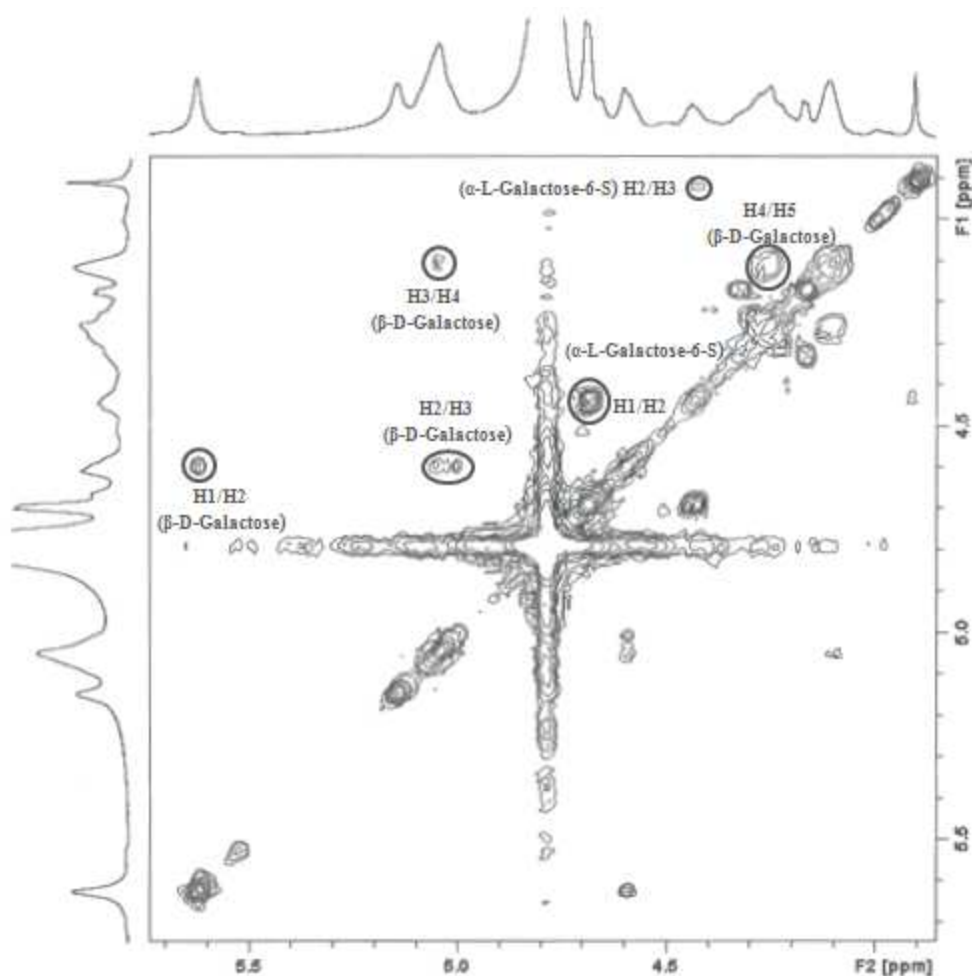 F1 [ppm]
(α-L-Galactose-6-S) H2/H3
H4/H5
(β-D-Galactose)
H3/H4
(β-D-Galactose)
(α-L-Galactose-6-S)
H1/H2
H2/H3
(β-D-Galactose)
H1/H2
(β-D-Galactose)
4.5
5.0
5.5
5.5
5.0
4.5
F2 [ppm]